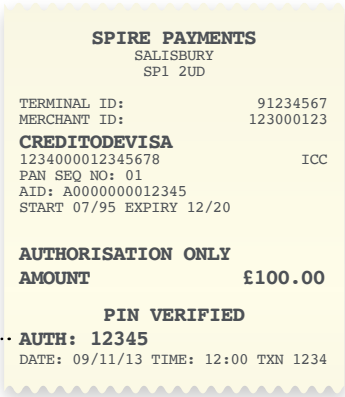 SPIRE PAYMENTS
SALISBURY
SP1 2UD
TERMINAL ID: 91234567
MERCHANT ID: 123000123
CREDITODEVISA
1234000012345678 ICC
PAN SEQ NO: 01
AID: A0000000012345
START 07/95 EXPIRY 12/20
AUTHORISATION ONLY
AMOUNT £100.00
PIN VERIFIED
AUTH: 12345
DATE: 09/11/13 TIME: 12:00 TXN 1234